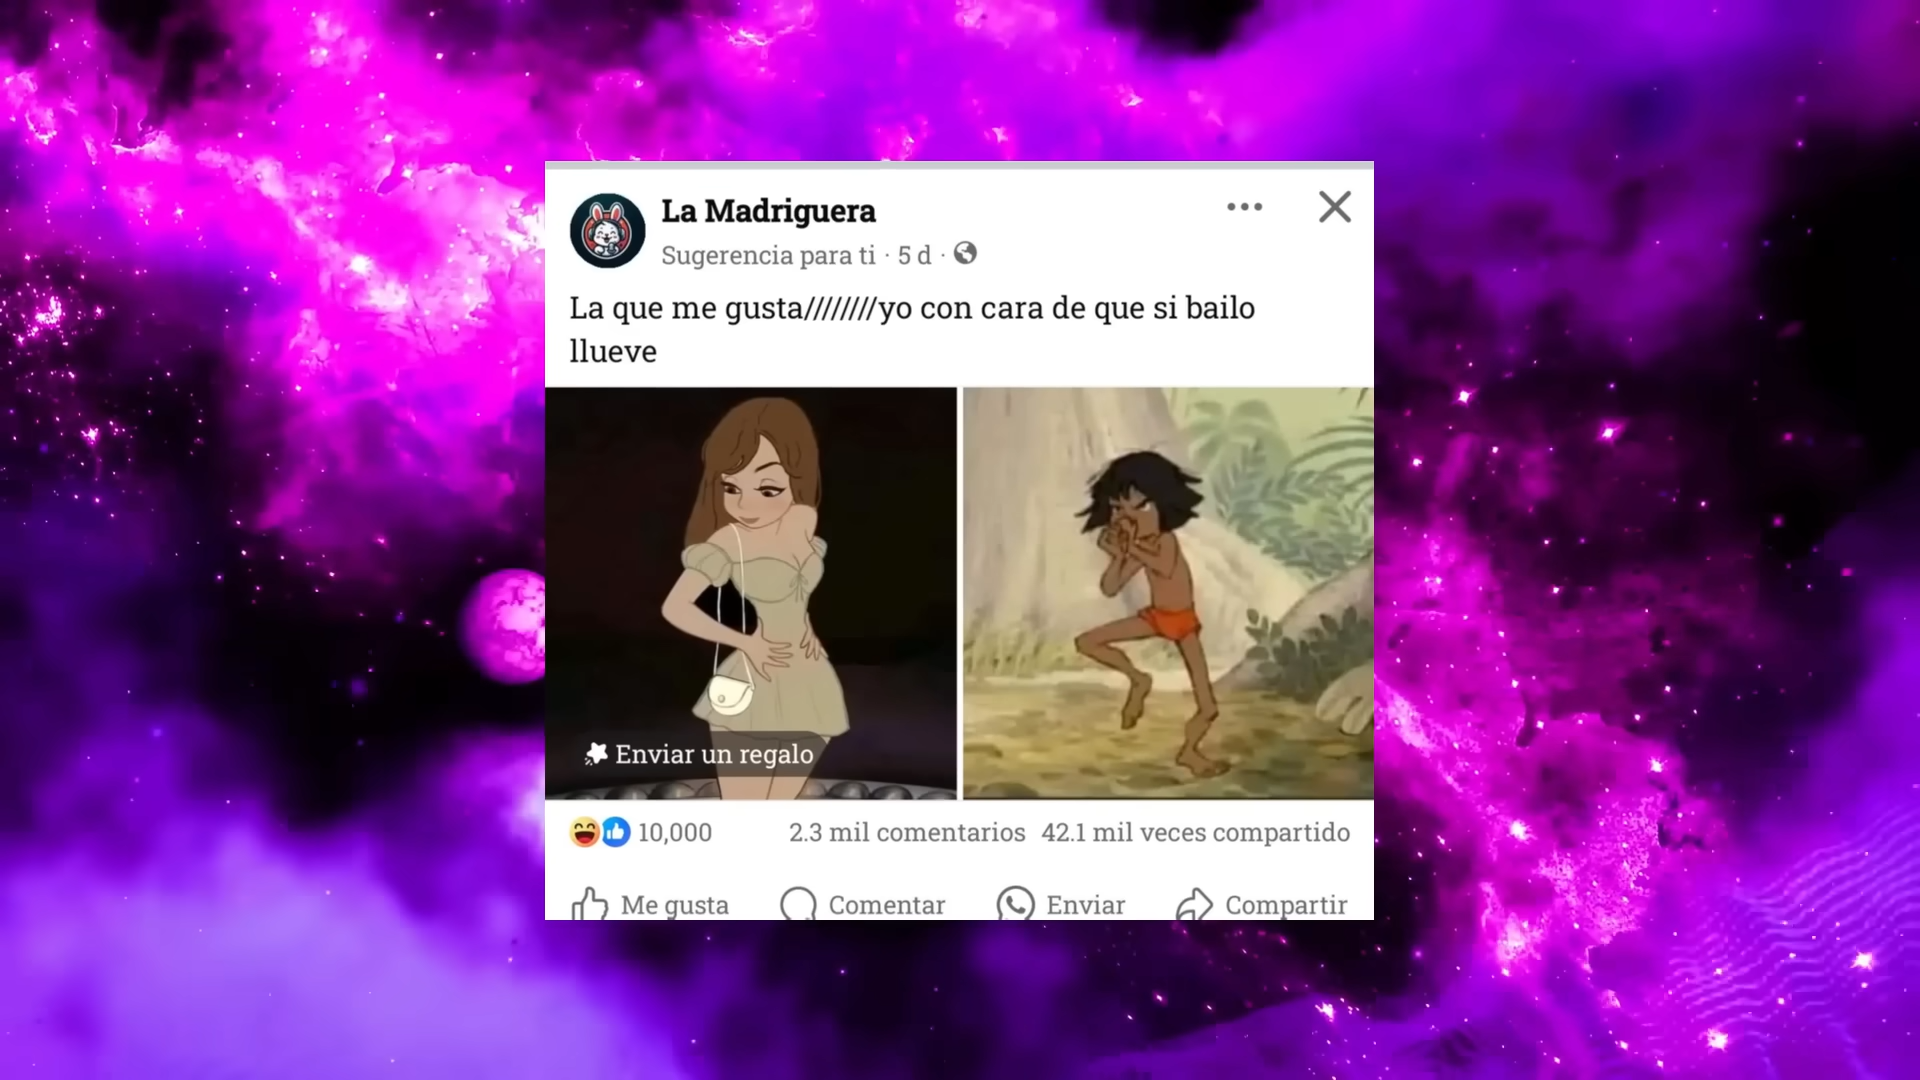 La Madriguera
Sugerencia para ti · 5 d ·
La que me gusta////////yo con cara de que si bailo
llueve
Enviar un regalo
10,000 2.3 mil comentarios 42.1 mil veces compartido
Me gusta Comentar Enviar Compartir